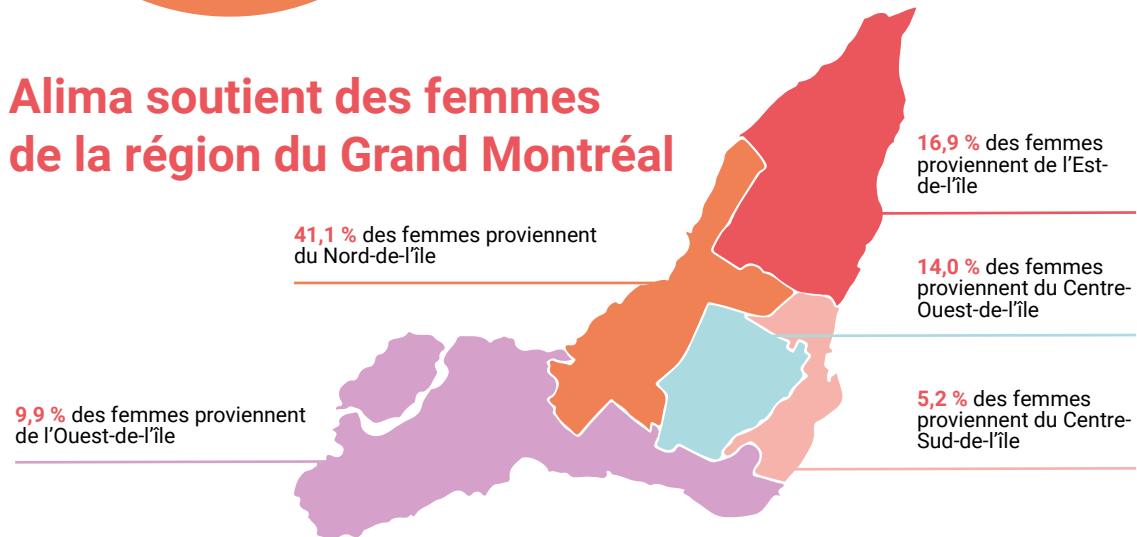 Alima soutient des femmes
de la région du Grand Montréal
41,1 % des femmes proviennent
du Nord-de-l'île
9,9 % des femmes proviennent
de l'Ouest-de-l'île
16,9 % des femmes
proviennent de l'Est-
de-l'île
14,0 % des femmes
proviennent du Centre-
Ouest-de-l'île
5,2 % des femmes
proviennent du Centre-
Sud-de-l'île